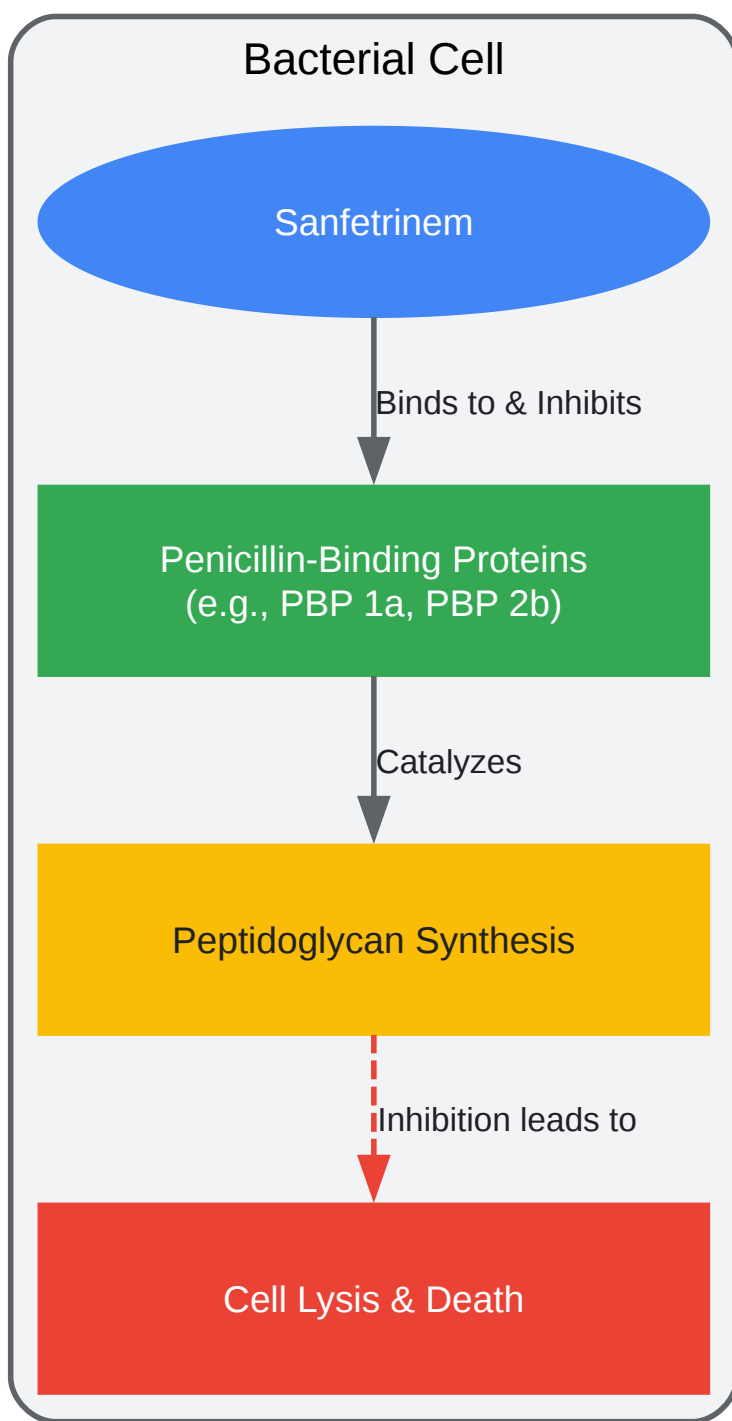 Bacterial Cell
Sanfetrinem
Binds to & Inhibits
Penicillin-Binding Proteins
(e.g., PBP 1a, PBP 2b)
Catalyzes
Peptidoglycan Synthesis
Inhibition leads to
Cell Lysis & Death